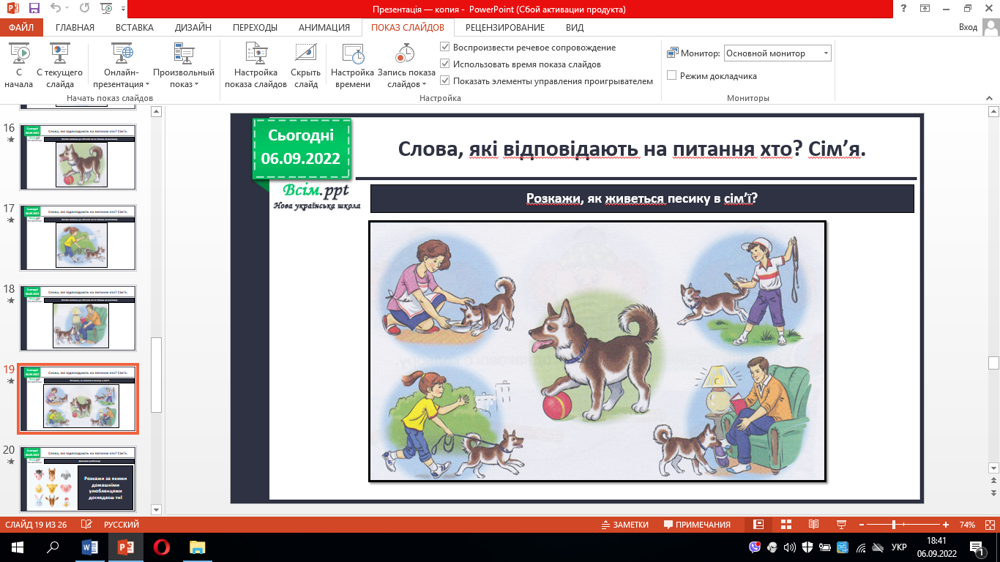 Презентація — копия - PowerPoint (Сбой активации продукта)
ФАЙЛ ГЛАВНАЯ ВСТАВКА ДИЗАЙН ПЕРЕХОДЫ АНИМАЦИЯ ПОКАЗ СЛАЙДОВ РЕЦЕНЗИРОВАНИЕ ВИД Вход
С начала
С текущего слайда
Онлайн-презентация
Произвольный показ
Начать показ слайдов
Настройка показа слайдов
Скрыть слайд
Настройка времени
Запись показа слайдов
Воспроизвести речевое сопровождение
Использовать время показа слайдов
Показать элементы управления проигрывателем
Настройка
Монитор: Основной монитор
Режим докладчика
Мониторы
16
Сьогодні
06.09.2022
Слова, які відповідають на питання хто? Сім’я.
17
Сьогодні
06.09.2022
Слова, які відповідають на питання хто? Сім’я.
18
Сьогодні
06.09.2022
Слова, які відповідають на питання хто? Сім’я.
19
Сьогодні
06.09.2022
Слова, які відповідають на питання хто? Сім’я.
Розкажи, як живеться песику в сім’ї?
20
Сьогодні
06.09.2022
Слова, які відповідають на питання хто? Сім’я.
Розкажи за якими
домашніми
улюбленцями
доглядаєш ти!
Сьогодні
06.09.2022
Слова, які відповідають на питання хто? Сім’я.
Всім.ppt
Нова українська школа
Розкажи, як живеться песику в сім’ї?
СЛАЙД 19 ИЗ 26 РУССКИЙ ЗАМЕТКИ ПРИМЕЧАНИЯ 74%
УКР
18:41
06.09.2022
1